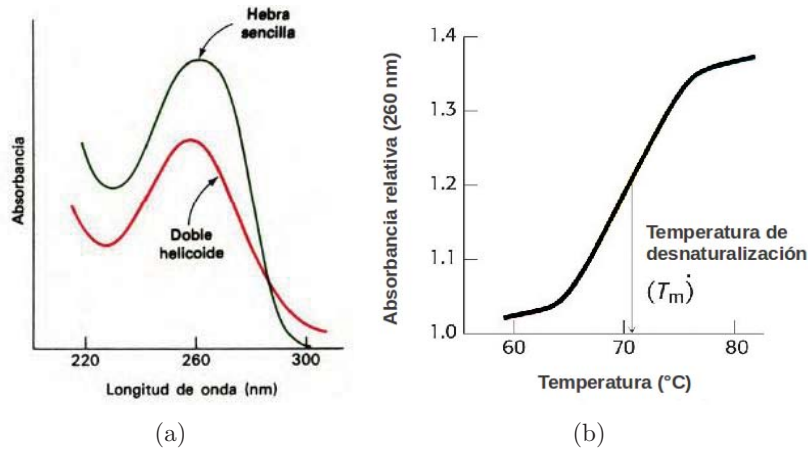 Hebra
sencilla
Absorbancia
Doble
helicoide
220
260
300
Longitud de onda (nm)
(a)
Absorbancia relativa (260 nm)
1.4
1.3
1.2
1.1
1.0
Temperatura de
desnaturalización
(Tm)
60
70
80
Temperatura (°C)
(b)